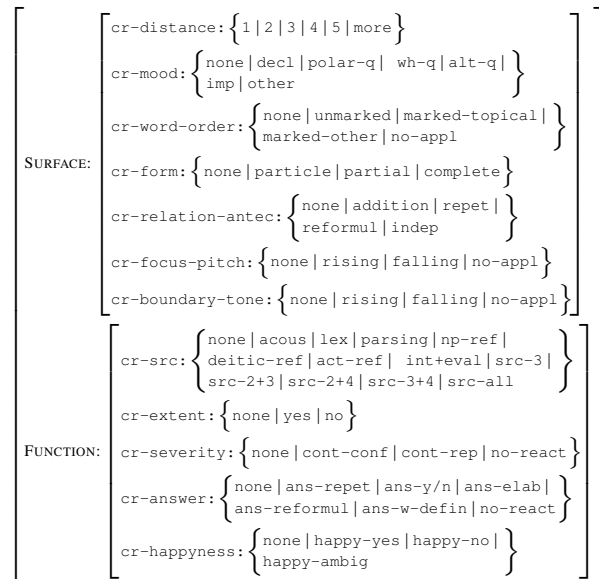 cr-distance: {1|2|3|4|5|more}
cr-mood: {none|decl|polar-q| wh-q|alt-q|
imp|other}
cr-word-order: {none|unmarked|marked-topical|
marked-other|no-appl}
SURFACE: cr-form: {none|particle|partial|complete}
cr-relation-antec: {none|addition|repet|
reformul|indep}
cr-focus-pitch: {none|rising|falling|no-appl}
cr-boundary-tone: {none|rising|falling|no-appl}
cr-src: {none|acous|lex|parsing|np-ref|
deitic-ref|act-ref| int+eval|src-3|
src-2+3|src-2+4|src-3+4|src-all}
cr-extent: {none|yes|no}
FUNCTION: cr-severity: {none|cont-conf|cont-rep|no-react}
cr-answer: {none|ans-repet|ans-y/n|ans-elab|
ans-reformul|ans-w-defin|no-react}
cr-happyness: {none|happy-yes|happy-no|
happy-ambig}